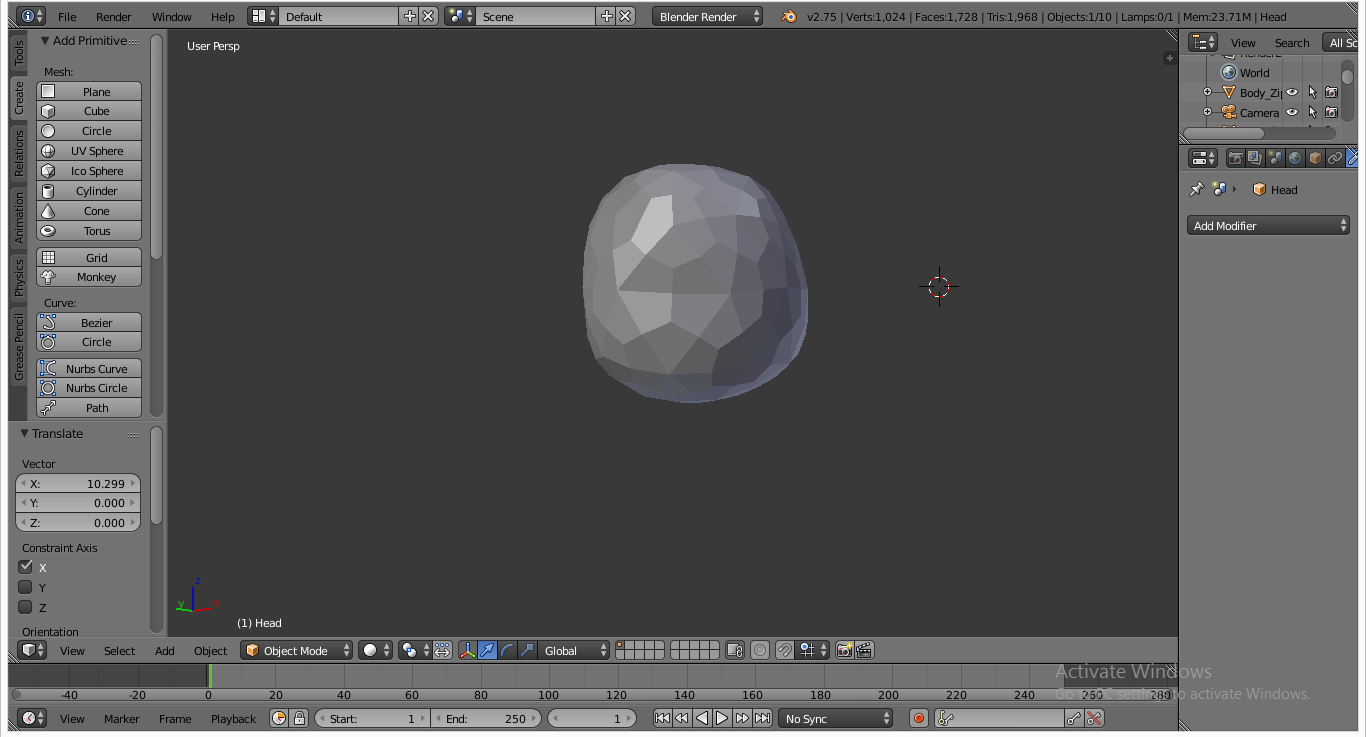 File Render Window Help Default Scene Blender Render v2.75 | Verts:1,024 | Faces:1,728 | Tris:1,968 | Objects:1/10 | Lamps:0/1 | Mem:23.71M | Head
Tools
Create
Relations
Animation
Physics
Grease Pencil
Add Primitive
Mesh:
Plane
Cube
Circle
UV Sphere
Ico Sphere
Cylinder
Cone
Torus
Grid
Monkey
Curve:
Bezier
Circle
Nurbs Curve
Nurbs Circle
Path
Translate
Vector
X: 10.299
Y: 0.000
Z: 0.000
Constraint Axis
X
Y
Z
Orientation
User Persp
z
y
x
(1) Head
View Search All Sc
World
Body_Zip
Camera
Head
Add Modifier
View Select Add Object Object Mode Global
-40 -20 0 20 40 60 80 100 120 140 160 180 200 220 240 260 280
View Marker Frame Playback Start: 1 End: 250 1 No Sync
Activate Windows
Go to PC settings to activate Windows.